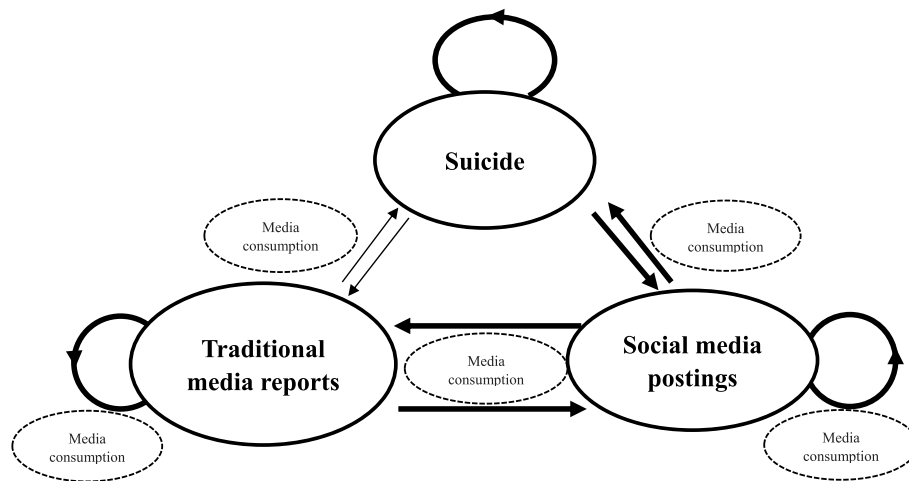 Suicide
Media
consumption
Media
consumption
Traditional
media reports
Media
consumption
Social media
postings
Media
consumption
Media
consumption